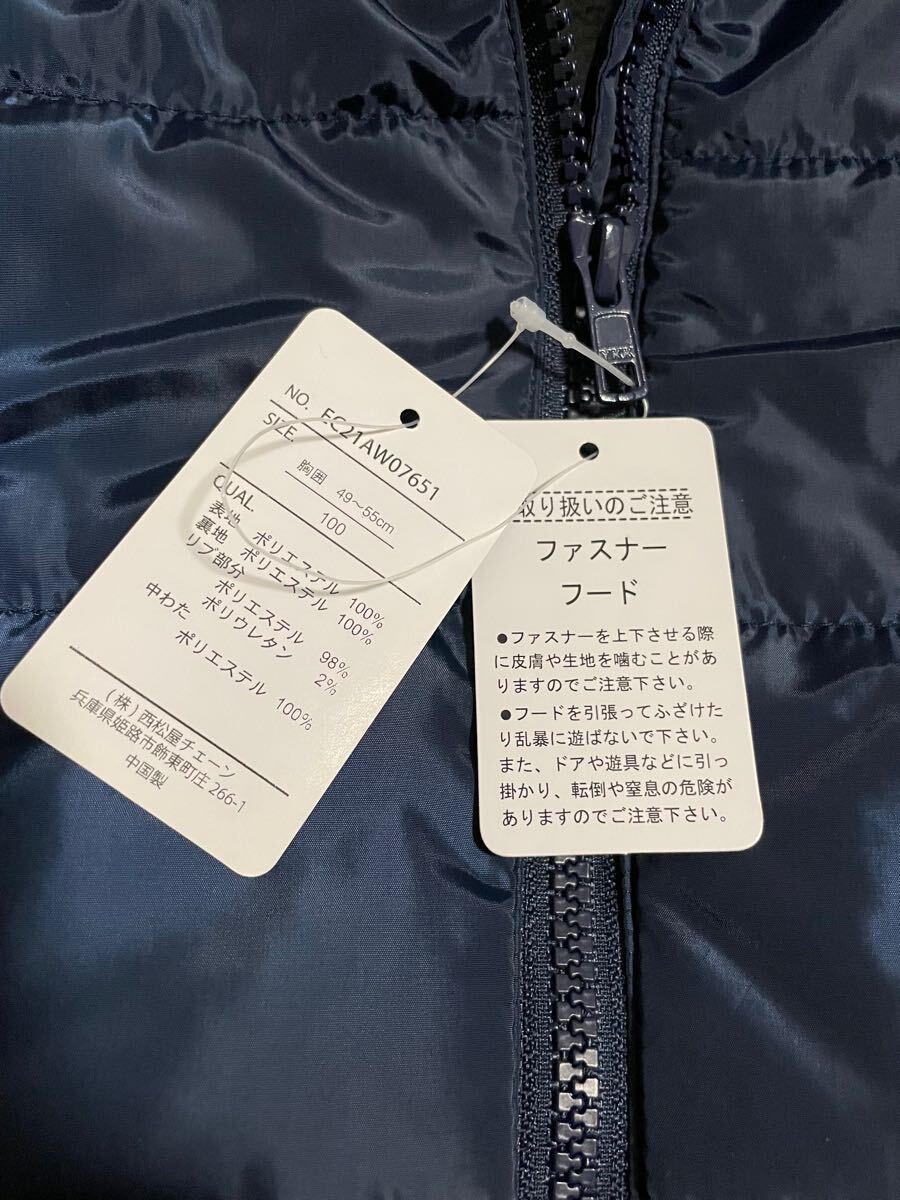 NO. EC21AW07651
SIZE.
胸囲 49～55cm
100
QUAL.
表地 ポリエステル 100%
裏地 ポリエステル 100%
リブ部分
ポリエステル 98%
ポリウレタン 2%
中わた
ポリエステル 100%
(株)西松屋チェーン
兵庫県姫路市飾東町庄266-1
中国製
取り扱いのご注意
ファスナー
フード
●ファスナーを上下させる際
に皮膚や生地を噛むことがあ
りますのでご注意下さい。
●フードを引張ってふざけた
り乱暴に遊ばないで下さい。
また、ドアや遊具などに引っ
掛かり、転倒や窒息の危険が
ありますのでご注意下さい。
YKK